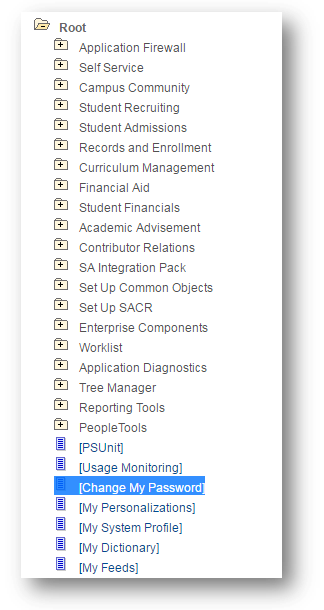 Root
Application Firewall
Self Service
Campus Community
Student Recruiting
Student Admissions
Records and Enrollment
Curriculum Management
Financial Aid
Student Financials
Academic Advisement
Contributor Relations
SA Integration Pack
Set Up Common Objects
Set Up SACR
Enterprise Components
Worklist
Application Diagnostics
Tree Manager
Reporting Tools
PeopleTools
[PSUnit]
[Usage Monitoring]
[Change My Password]
[My Personalizations]
[My System Profile]
[My Dictionary]
[My Feeds]